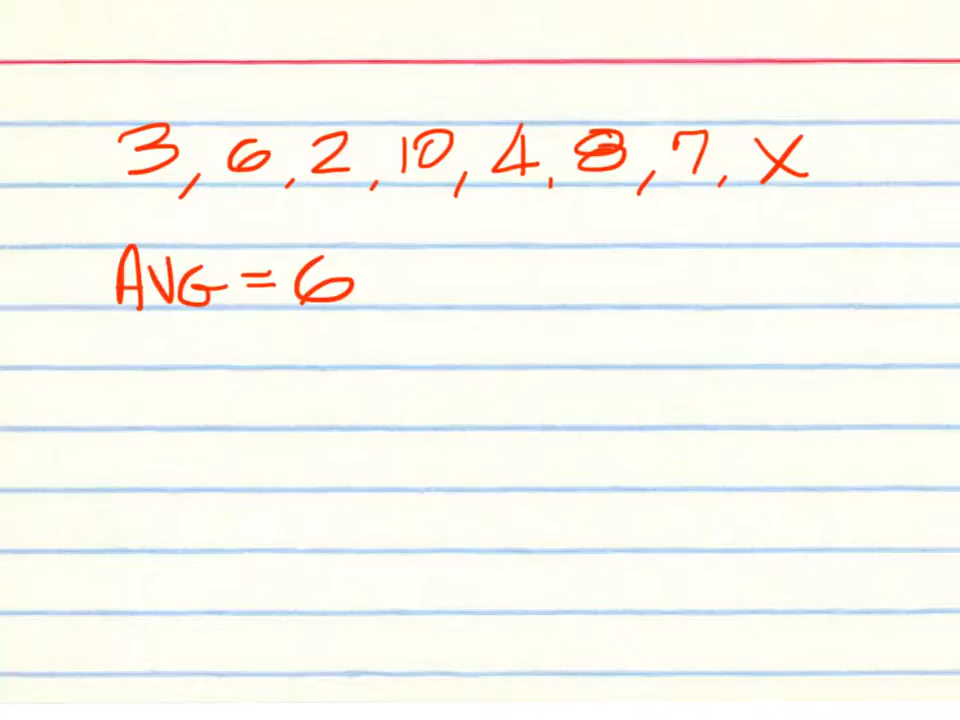 3, 6, 2, 10, 4, 8, 7, X
AVG = 6